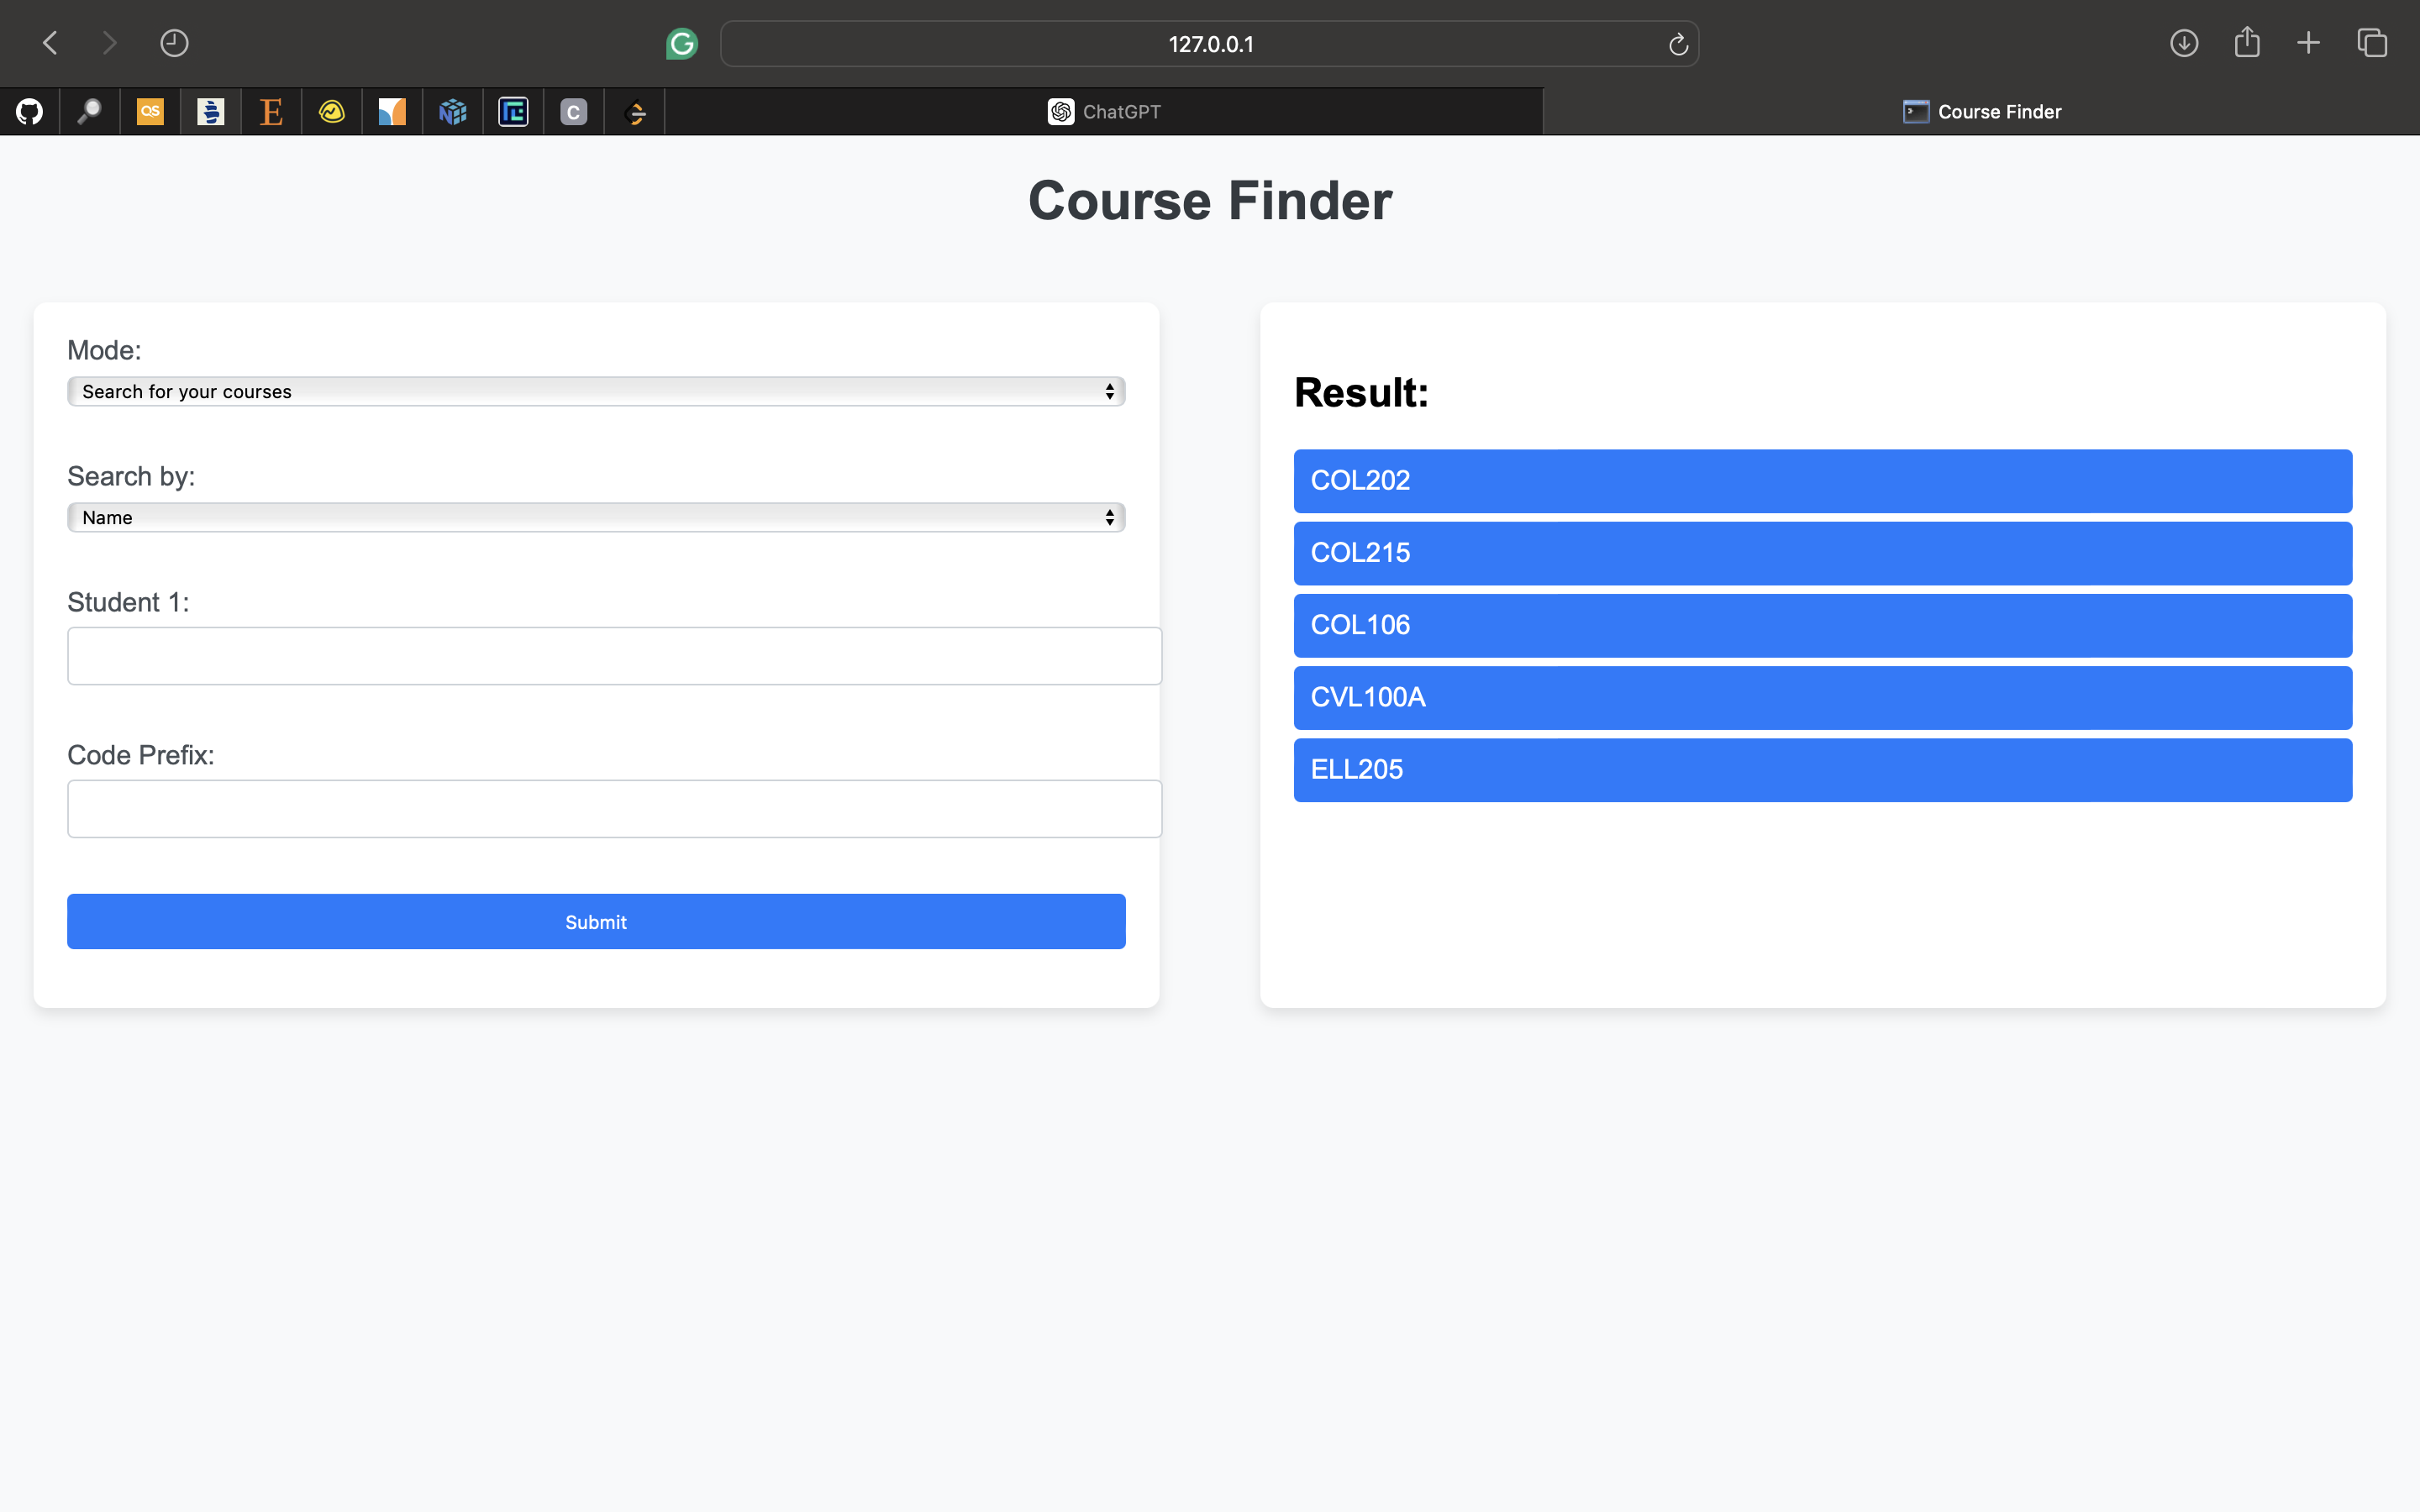 127.0.0.1
QS
E
C
ChatGPT
Course Finder
Course Finder
Mode:
Search for your courses
Search by:
Name
Student 1:
Code Prefix:
Submit
Result:
COL202
COL215
COL106
CVL100A
ELL205